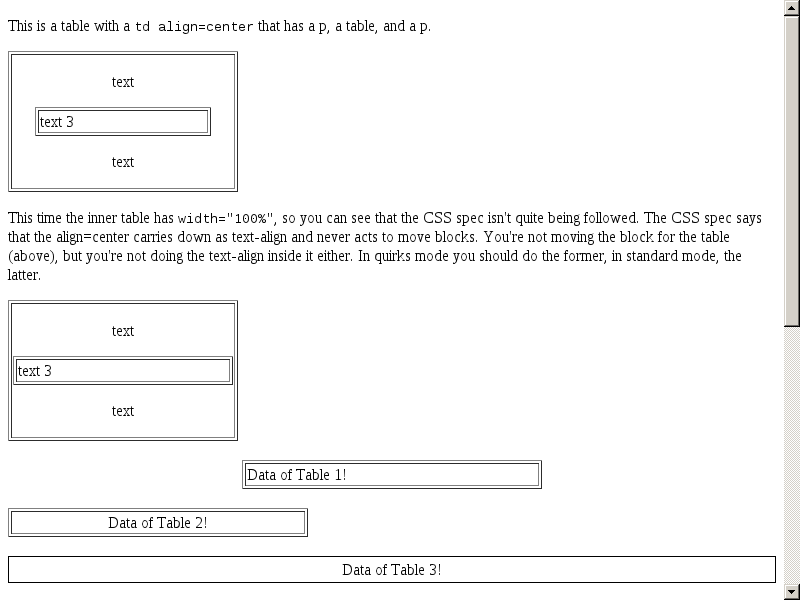 This is a table with a td align=center that has a p, a table, and a p.
text
text 3
text
This time the inner table has width="100%", so you can see that the CSS spec isn't quite being followed. The CSS spec says
that the align=center carries down as text-align and never acts to move blocks. You're not moving the block for the table
(above), but you're not doing the text-align inside it either. In quirks mode you should do the former, in standard mode, the
latter.
text
text 3
text
Data of Table 1!
Data of Table 2!
Data of Table 3!